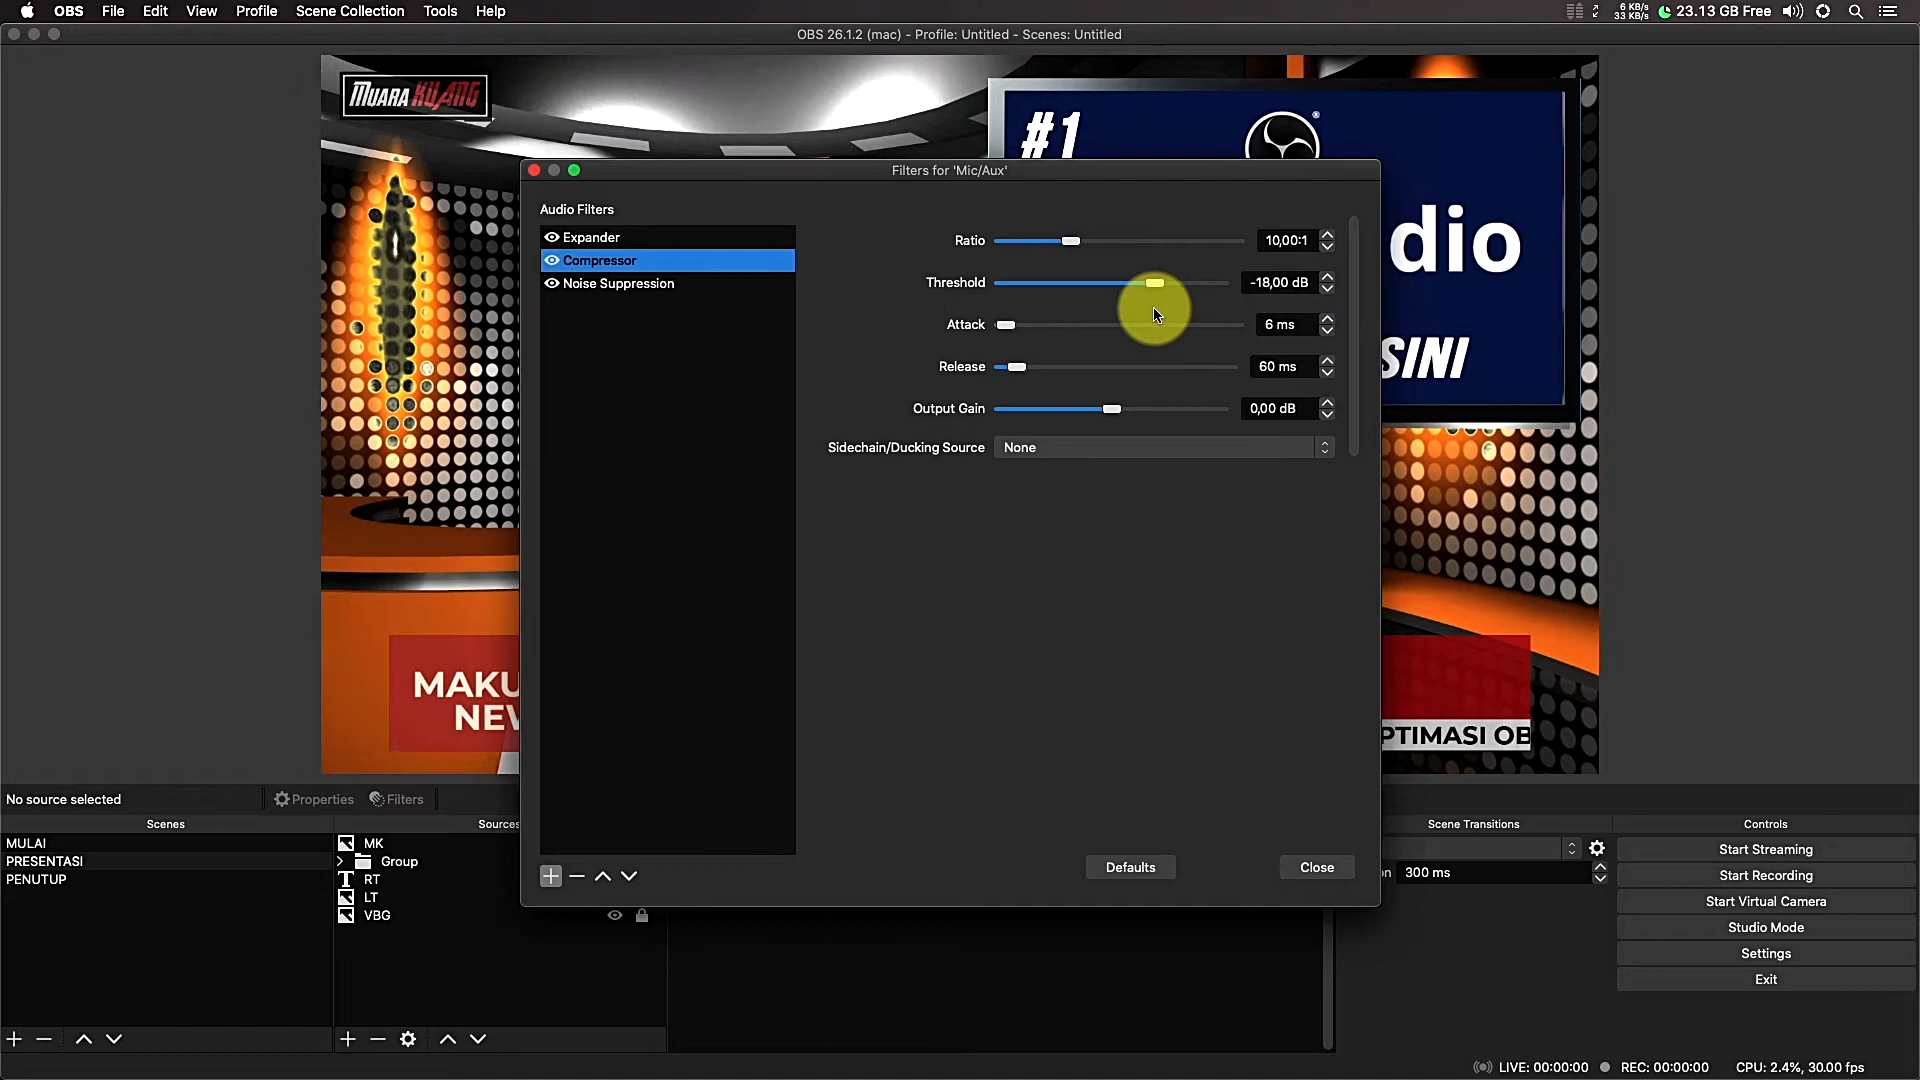 OBS File Edit View Profile Scene Collection Tools Help
6 KB/s
33 KB/s
23.13 GB Free
OBS 26.1.2 (mac) - Profile: Untitled - Scenes: Untitled
MUARA KUANG
#1
dio
SINI
Filters for 'Mic/Aux'
Audio Filters
Expander
Compressor
Noise Suppression
Ratio 10,00:1
Threshold -18,00 dB
Attack 6 ms
Release 60 ms
Output Gain 0,00 dB
Sidechain/Ducking Source None
Defaults Close
MAKU
NEW
PTIMASI OB
No source selected Properties Filters
Scenes
MULAI
PRESENTASI
PENUTUP
Sources
MK
Group
RT
LT
VBG
Scene Transitions
n 300 ms
Controls
Start Streaming
Start Recording
Start Virtual Camera
Studio Mode
Settings
Exit
LIVE: 00:00:00 REC: 00:00:00 CPU: 2.4%, 30.00 fps